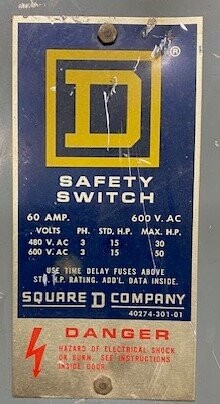 D ®
SAFETY
SWITCH
60 AMP. 600 V. AC
VOLTS PH. STD. H.P. MAX. H.P.
480 V. AC 3 15 30
600 V. AC 3 15 50
USE TIME DELAY FUSES ABOVE
STD. H.P. RATING. ADD'L. DATA INSIDE.
SQUARE D COMPANY
40274-301-01
DANGER
HAZARD OF ELECTRICAL SHOCK
OR BURN. SEE INSTRUCTIONS
INSIDE DOOR